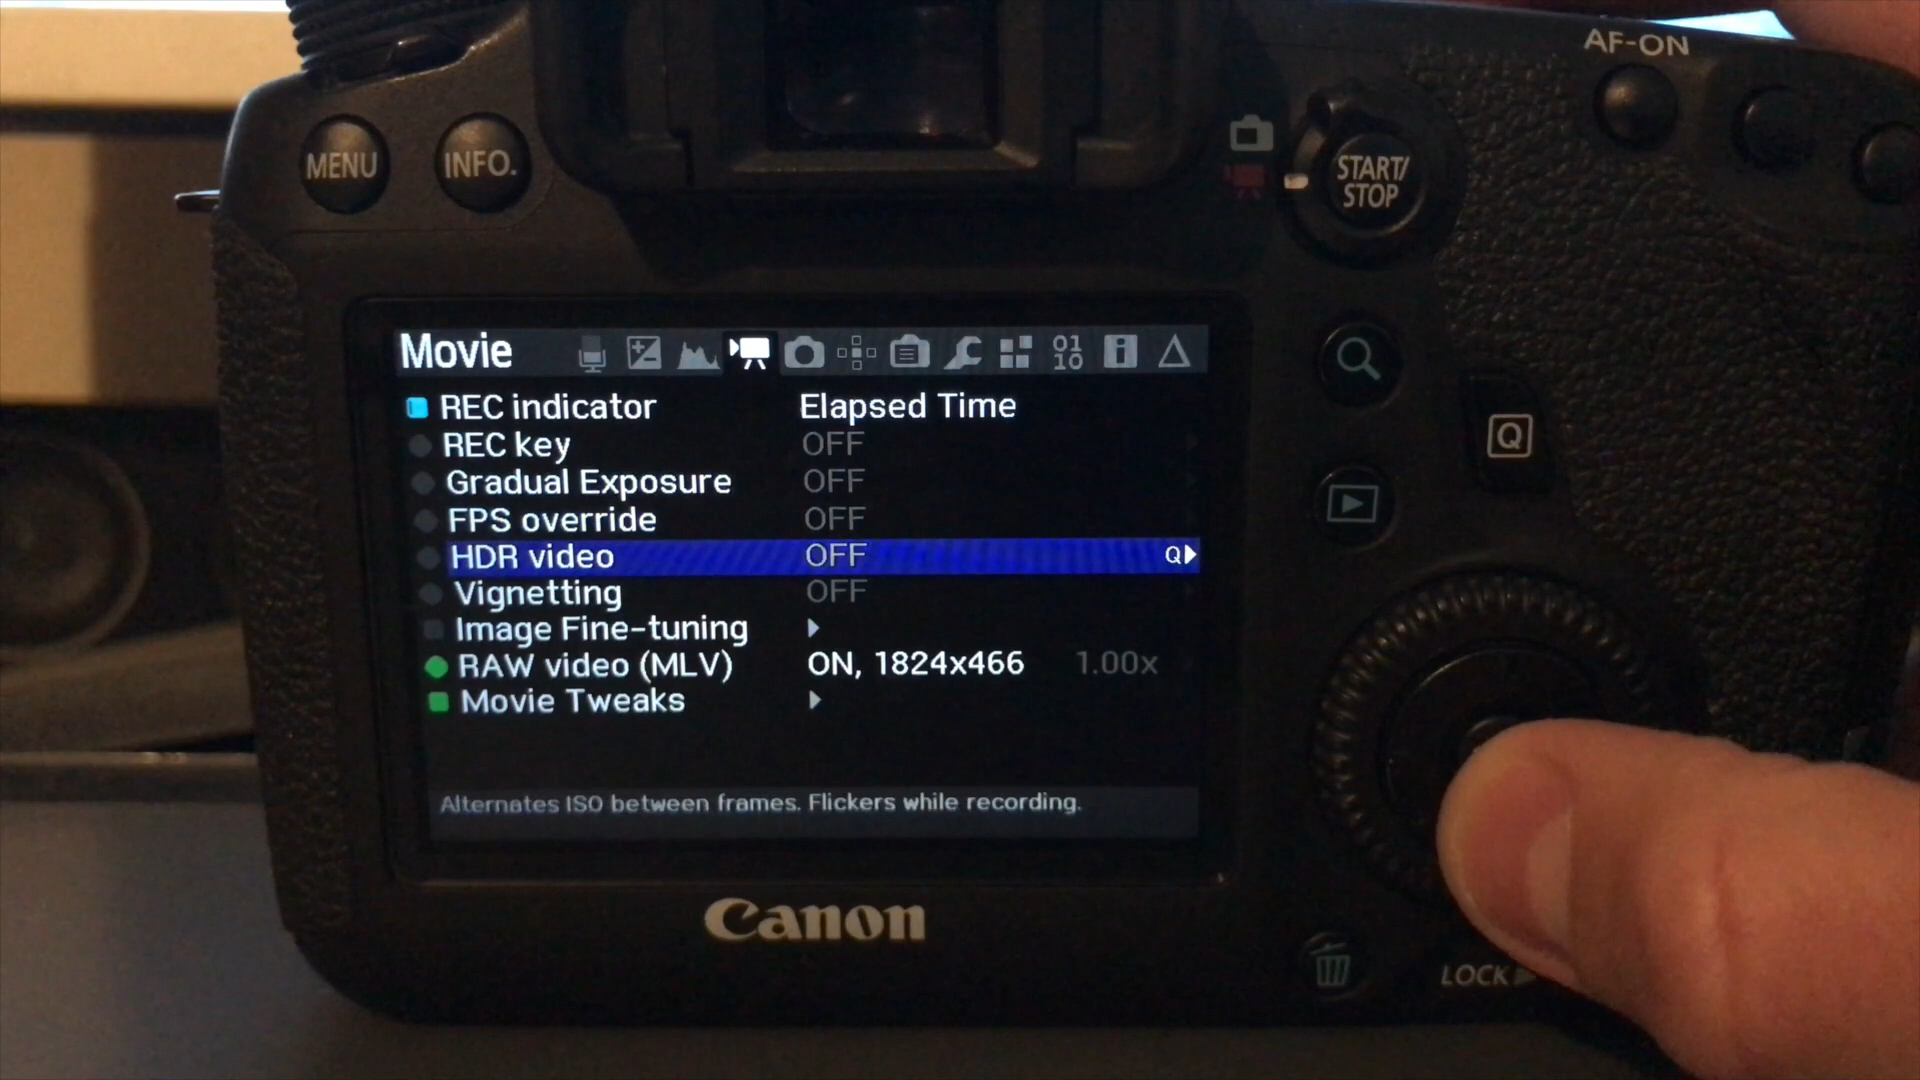 AF-ON
MENU
INFO.
START/
STOP
Movie
REC indicator Elapsed Time
REC key OFF
Gradual Exposure OFF
FPS override OFF
HDR video OFF Q
Vignetting OFF
Image Fine-tuning
RAW video (MLV) ON, 1824x466 1.00x
Movie Tweaks
Alternates ISO between frames. Flickers while recording.
Q
Canon
LOCK